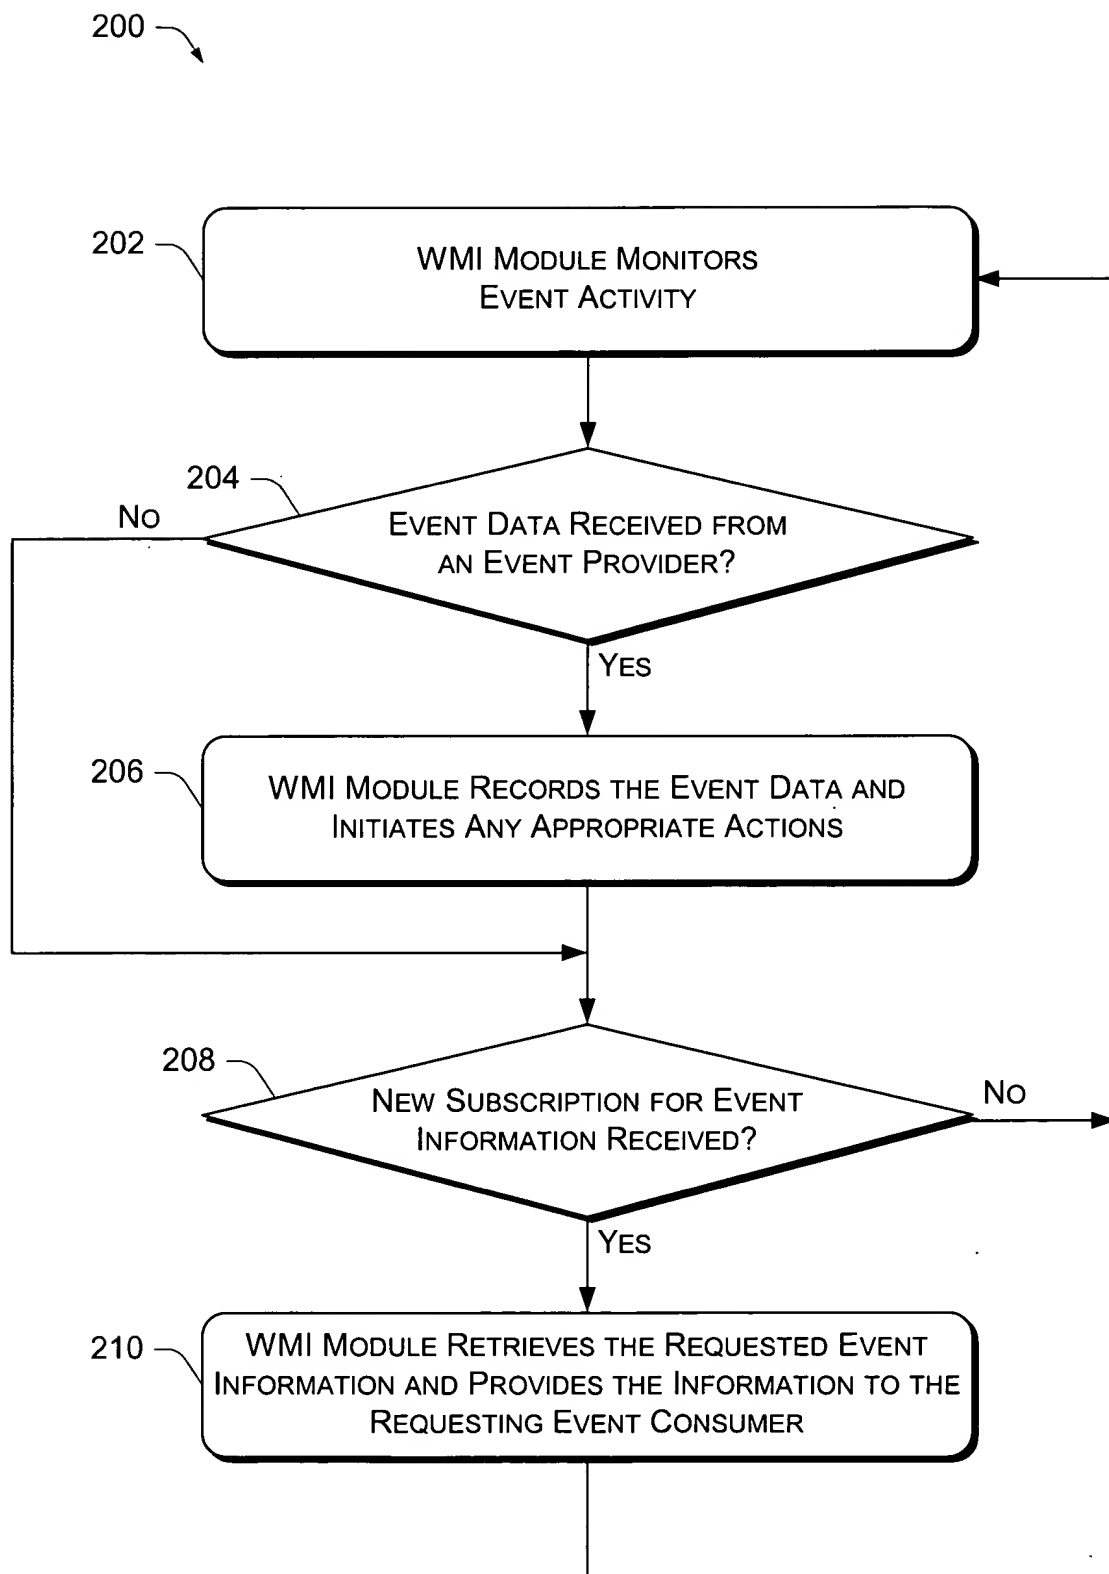 200
202
WMI MODULE MONITORS
EVENT ACTIVITY
204
NO
EVENT DATA RECEIVED FROM
AN EVENT PROVIDER?
YES
206
WMI MODULE RECORDS THE EVENT DATA AND
INITIATES ANY APPROPRIATE ACTIONS
208
NEW SUBSCRIPTION FOR EVENT
INFORMATION RECEIVED?
NO
YES
210
WMI MODULE RETRIEVES THE REQUESTED EVENT
INFORMATION AND PROVIDES THE INFORMATION TO THE
REQUESTING EVENT CONSUMER